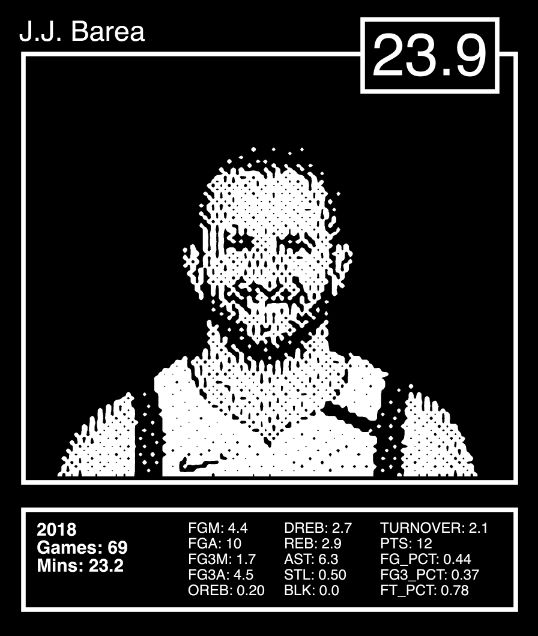 J.J. Barea
23.9
2018
Games: 69
Mins: 23.2
FGM: 4.4
FGA: 10
FG3M: 1.7
FG3A: 4.5
OREB: 0.20
DREB: 2.7
REB: 2.9
AST: 6.3
STL: 0.50
BLK: 0.0
TURNOVER: 2.1
PTS: 12
FG_PCT: 0.44
FG3_PCT: 0.37
FT_PCT: 0.78